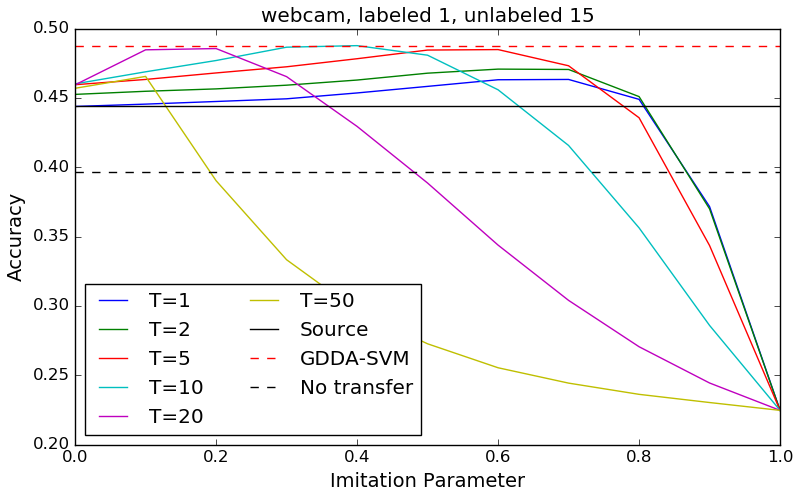 webcam, labeled 1, unlabeled 15
Accuracy
0.50
0.45
0.40
0.35
0.30
0.25
0.20
T=1
T=2
T=5
T=10
T=20
T=50
Source
GDDA-SVM
No transfer
0.0 0.2 0.4 0.6 0.8 1.0
Imitation Parameter